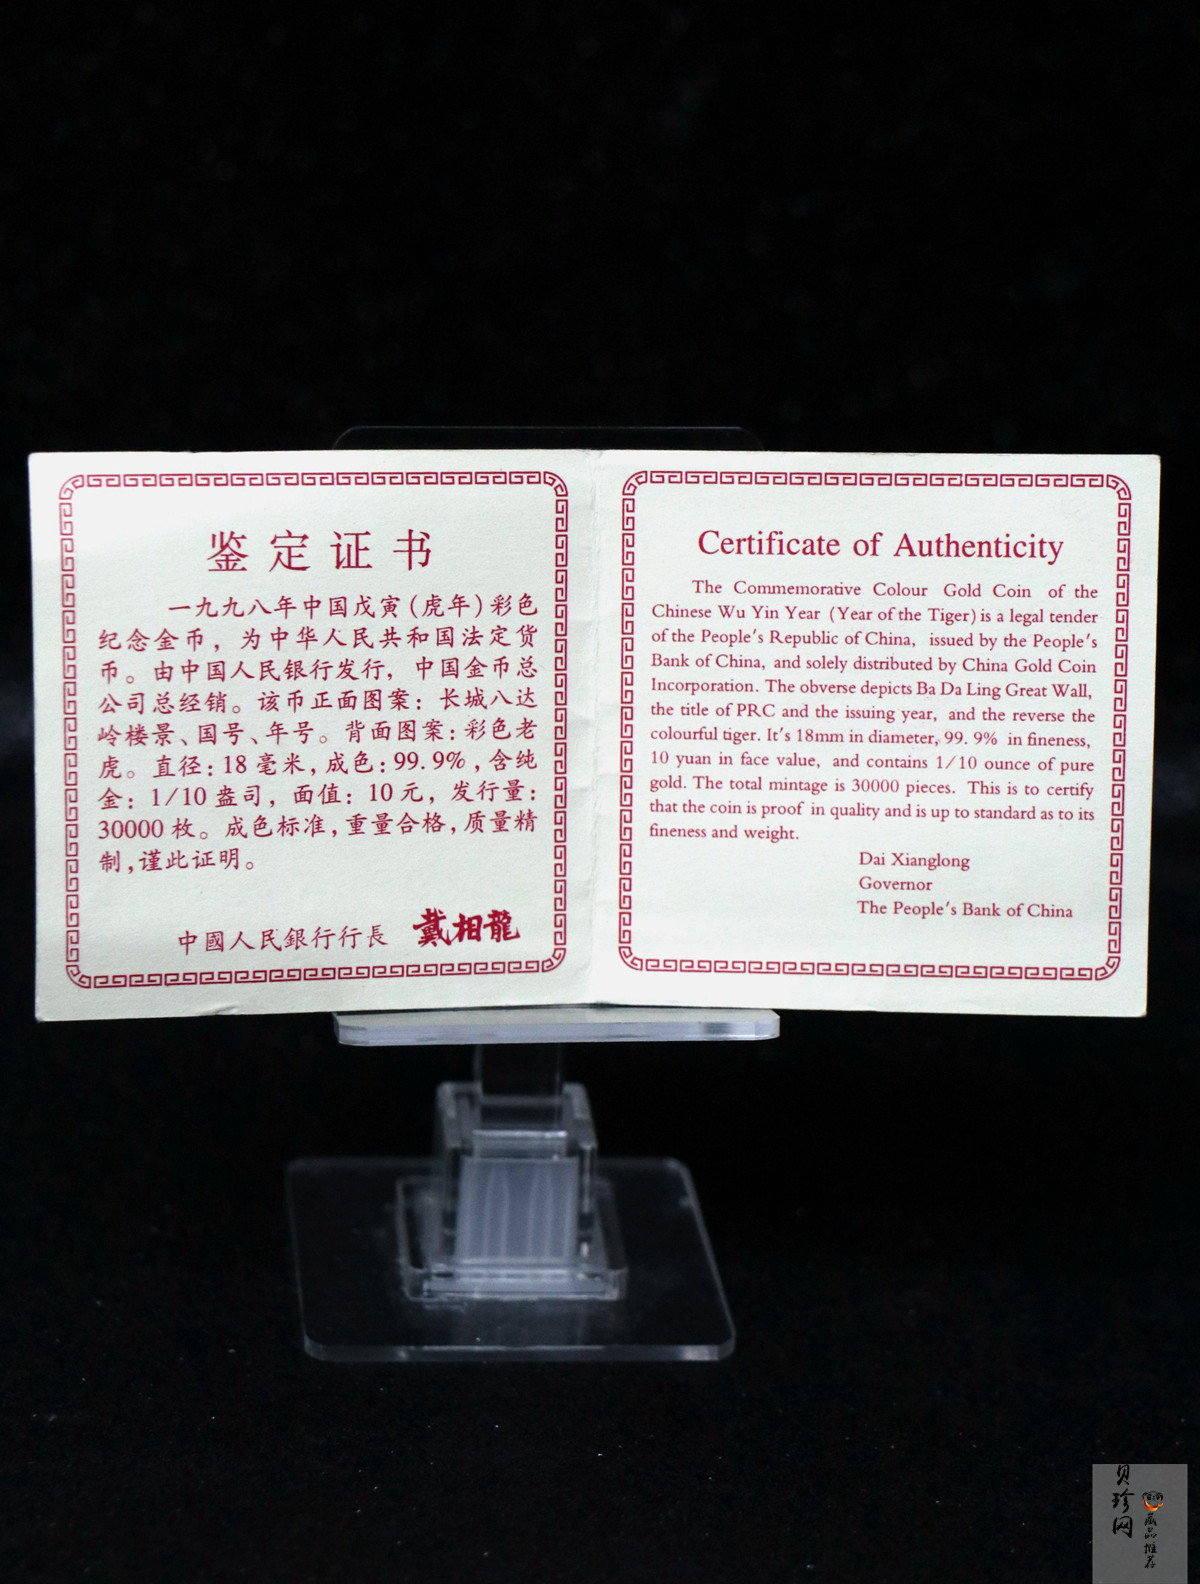 鉴定证书
一九九八年中国戊寅(虎年)彩色
纪念金币，为中华人民共和国法定货
币。由中国人民银行发行，中国金币总
公司总经销。该币正面图案：长城八达
岭楼景、国号、年号。背面图案：彩色老
虎。直径：18毫米，成色：99.9%，含纯
金：1/10盎司，面值：10元，发行量：
30000枚。成色标准，重量合格，质量精
制，谨此证明。
中國人民銀行行長 戴相龍
Certificate of Authenticity
The Commemorative Colour Gold Coin of the
Chinese Wu Yin Year (Year of the Tiger) is a legal tender
of the People's Republic of China, issued by the People's
Bank of China, and solely distributed by China Gold Coin
Incorporation. The obverse depicts Ba Da Ling Great Wall,
the title of PRC and the issuing year, and the reverse the
colourful tiger. It's 18mm in diameter, 99.9% in fineness,
10 yuan in face value, and contains 1/10 ounce of pure
gold. The total mintage is 30000 pieces. This is to certify
that the coin is proof in quality and is up to standard as to its
fineness and weight.
Dai Xianglong
Governor
The People's Bank of China
贝珍网
藏品推荐